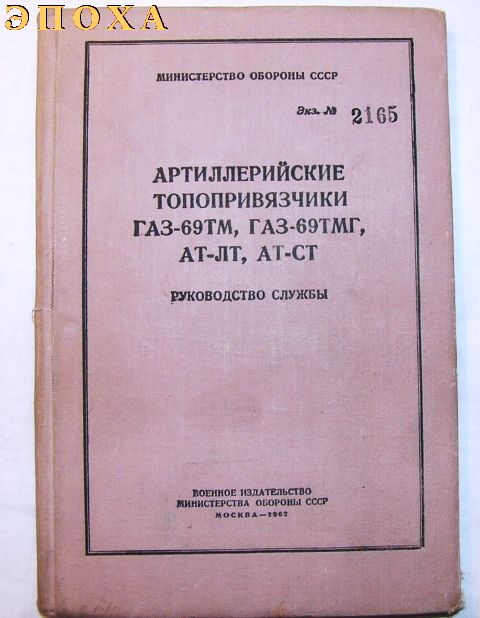 ЭПОХА
МИНИСТЕРСТВО ОБОРОНЫ СССР
Экз. № 2165
АРТИЛЛЕРИЙСКИЕ
ТОПОПРИВЯЗЧИКИ
ГАЗ-69ТМ, ГАЗ-69ТМГ,
АТ-ЛТ, АТ-СТ
РУКОВОДСТВО СЛУЖБЫ
ВОЕННОЕ ИЗДАТЕЛЬСТВО
МИНИСТЕРСТВА ОБОРОНЫ СССР
МОСКВА—1962